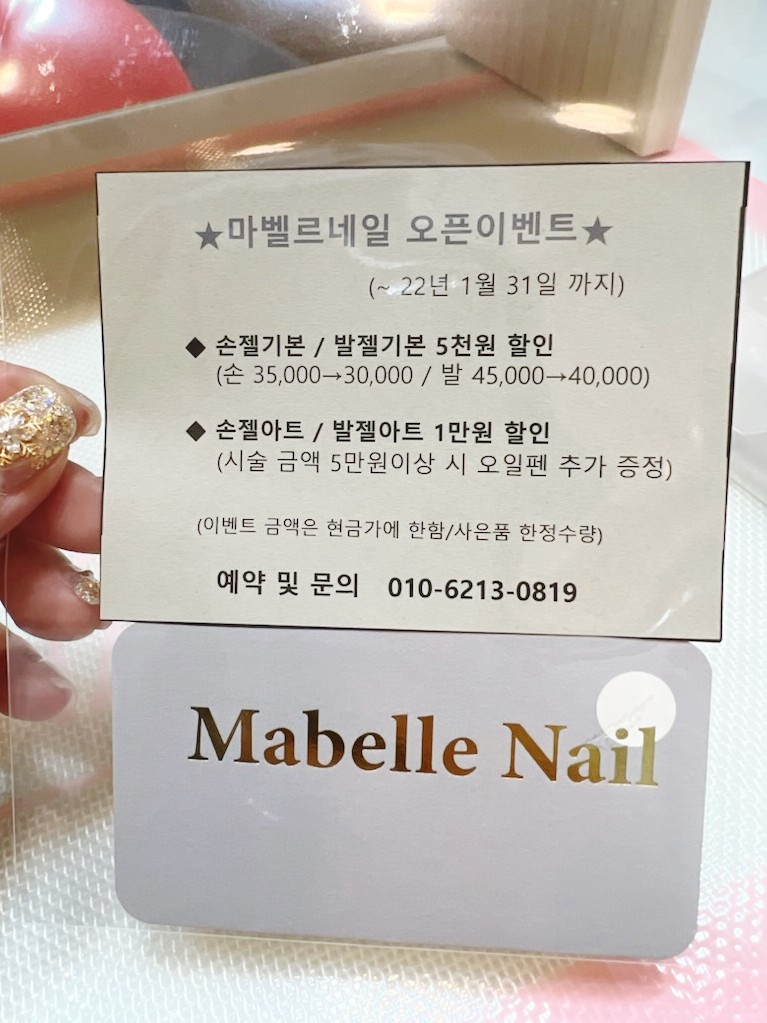 ★마벨르네일 오픈이벤트★
(~ 22년 1월 31일 까지)
◆ 손젤기본 / 발젤기본 5천원 할인
(손 35,000→30,000 / 발 45,000→40,000)
◆ 손젤아트 / 발젤아트 1만원 할인
(시술 금액 5만원이상 시 오일펜 추가 증정)
(이벤트 금액은 현금가에 한함/사은품 한정수량)
예약 및 문의 010-6213-0819
Mabelle Nail